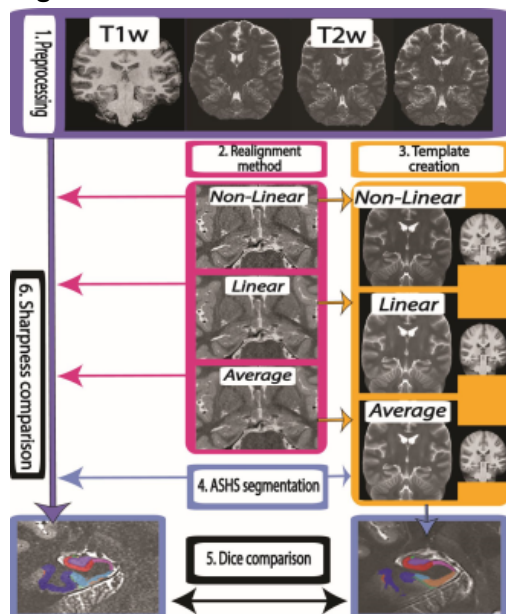 1. Preprocessing
T1w
T2w
2. Realignment
method
3. Template
creation
Non-Linear
Non-Linear
Linear
Linear
Average
Average
6. Sharpness comparison
4. ASHS segmentation
5. Dice comparison